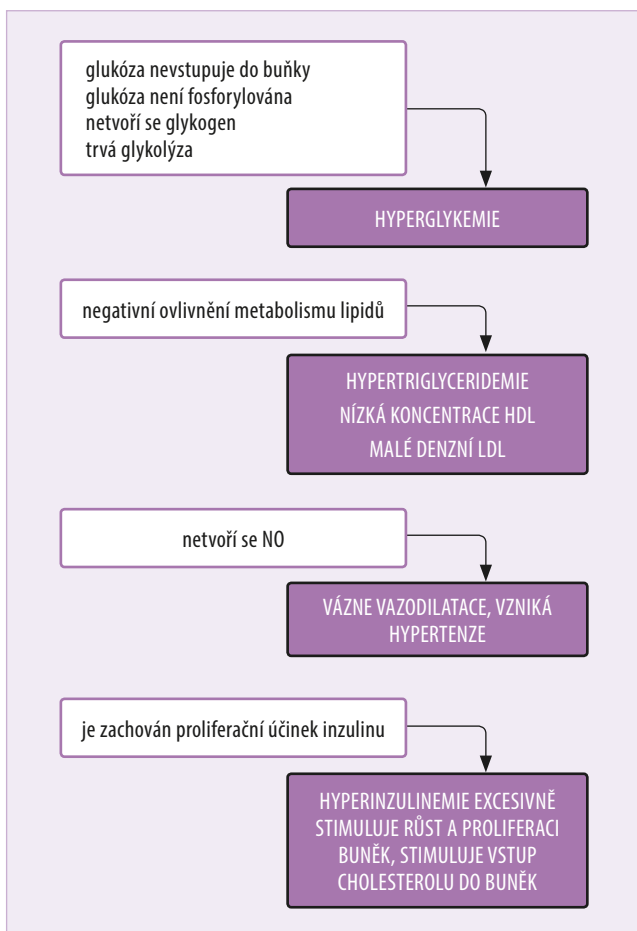 glukóza nevstupuje do buňky
glukóza není fosforylována
netvoří se glykogen
trvá glykolýza
HYPERGLYKEMIE
negativní ovlivnění metabolismu lipidů
HYPERTRIGLYCERIDEMIE
NÍZKÁ KONCENTRACE HDL
MALÉ DENZNÍ LDL
netvoří se NO
VÁZNE VAZODILATACE, VZNIKÁ
HYPERTENZE
je zachován proliferační účinek inzulinu
HYPERINZULINEMIE EXCESIVNĚ
STIMULUJE RŮST A PROLIFERACI
BUNĚK, STIMULUJE VSTUP
CHOLESTEROLU DO BUNĚK